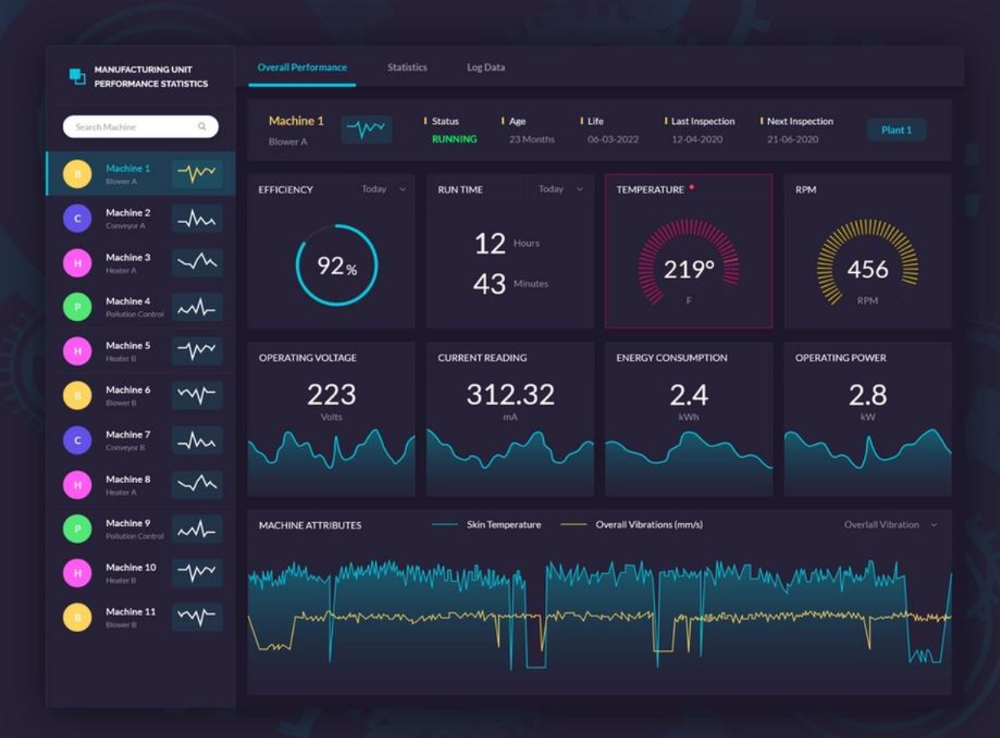 MANUFACTURING UNIT
PERFORMANCE STATISTICS
Search Machine
B
Machine 1
Blower A
C
Machine 2
Conveyor A
H
Machine 3
Heater A
P
Machine 4
Pollution Control
H
Machine 5
Heater B
B
Machine 6
Blower B
C
Machine 7
Conveyor B
H
Machine 8
Heater A
P
Machine 9
Pollution Control
H
Machine 10
Heater B
B
Machine 11
Blower B
Overall Performance Statistics Log Data
Machine 1
Blower A
Status
RUNNING
Age
23 Months
Life
06-03-2022
Last Inspection
12-04-2020
Next Inspection
21-06-2020
Plant 1
EFFICIENCY Today
92%
RUN TIME Today
12 Hours
43 Minutes
TEMPERATURE
219°
F
RPM
456
RPM
OPERATING VOLTAGE
223
Volts
CURRENT READING
312.32
mA
ENERGY CONSUMPTION
2.4
kWh
OPERATING POWER
2.8
kW
MACHINE ATTRIBUTES Skin Temperature Overall Vibrations (mm/s) Overlall Vibration